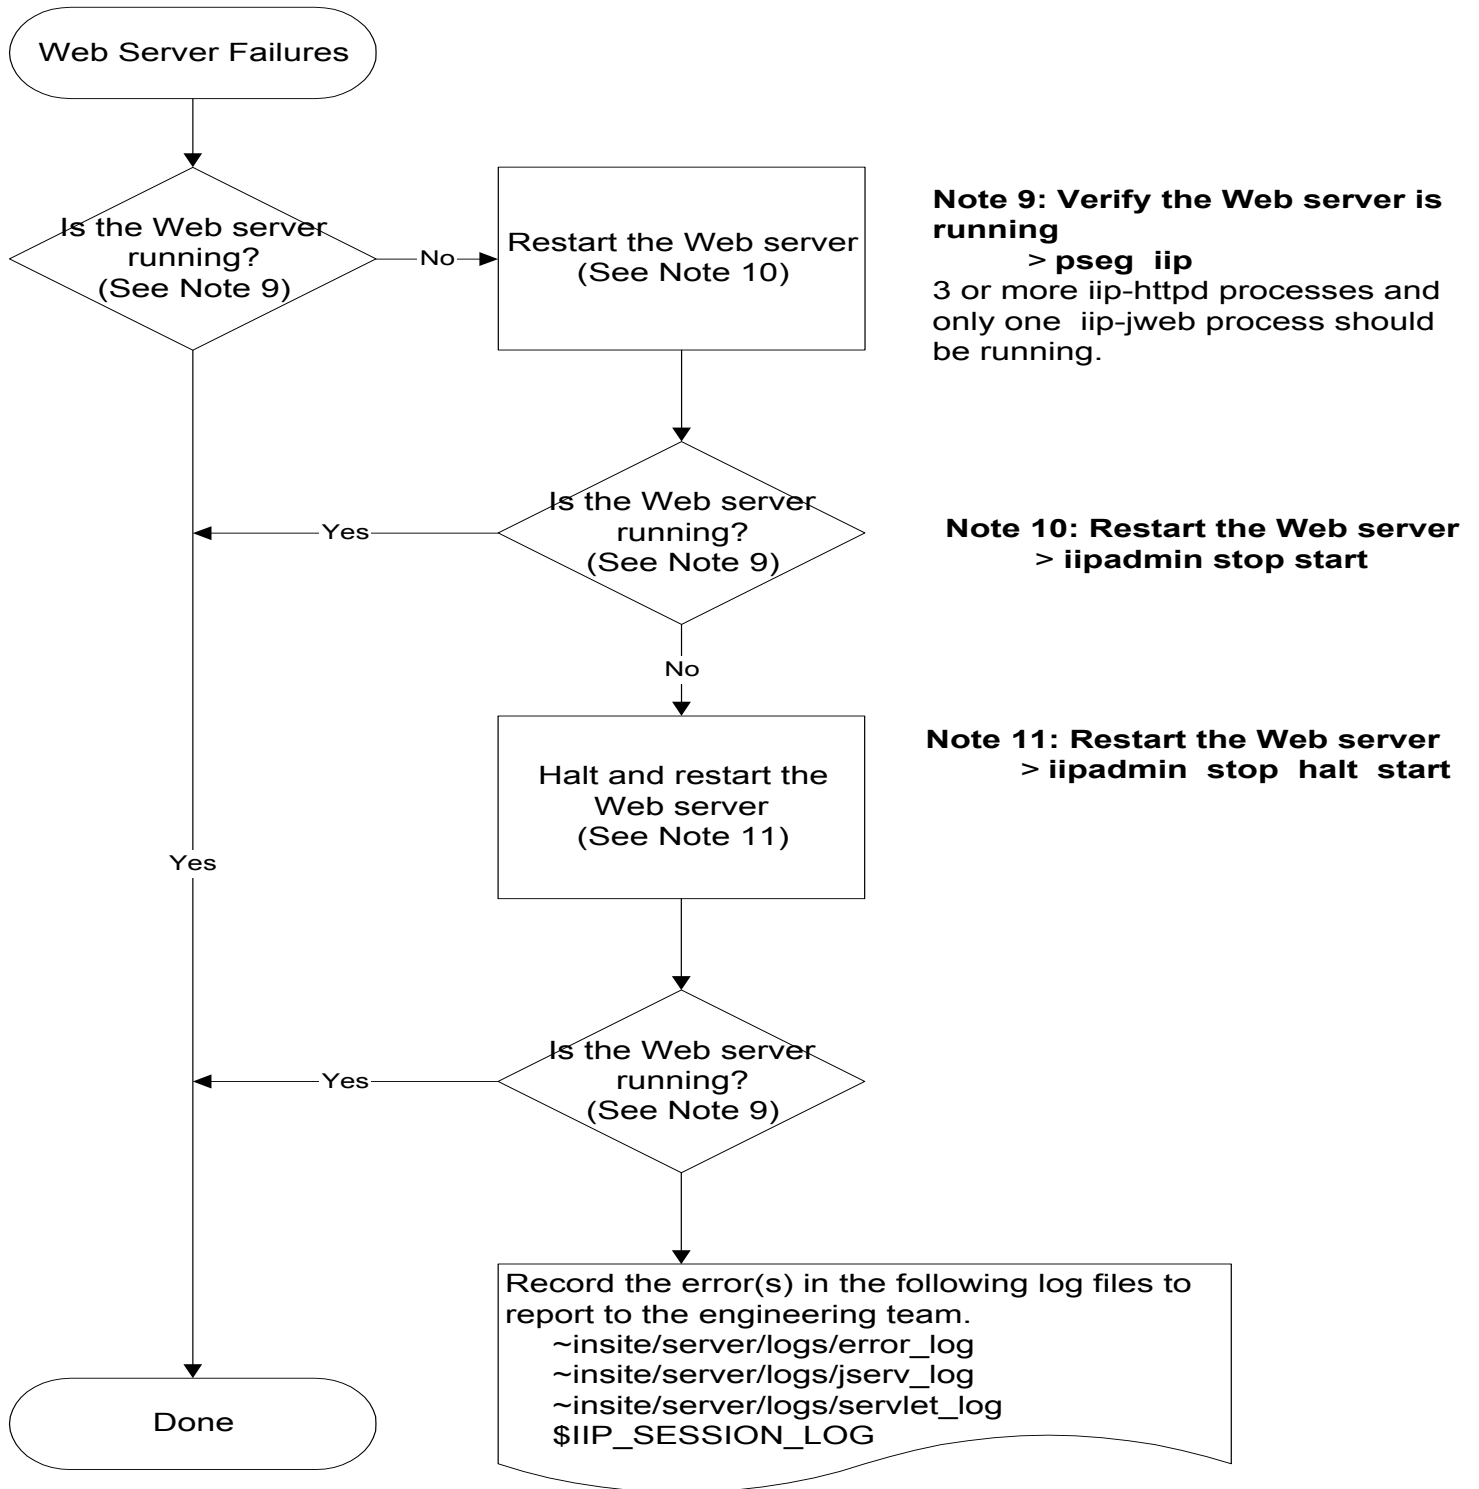 Web Server Failures
Is the Web server
running?
(See Note 9)
No
Restart the Web server
(See Note 10)
Note 9: Verify the Web server is
running
> pseg iip
3 or more iip-httpd processes and
only one iip-jweb process should
be running.
Yes
Is the Web server
running?
(See Note 9)
Note 10: Restart the Web server
> iipadmin stop start
No
Halt and restart the
Web server
(See Note 11)
Note 11: Restart the Web server
> iipadmin stop halt start
Yes
Yes
Is the Web server
running?
(See Note 9)
Record the error(s) in the following log files to
report to the engineering team.
~insite/server/logs/error_log
~insite/server/logs/jserv_log
~insite/server/logs/servlet_log
$IIP_SESSION_LOG
Done